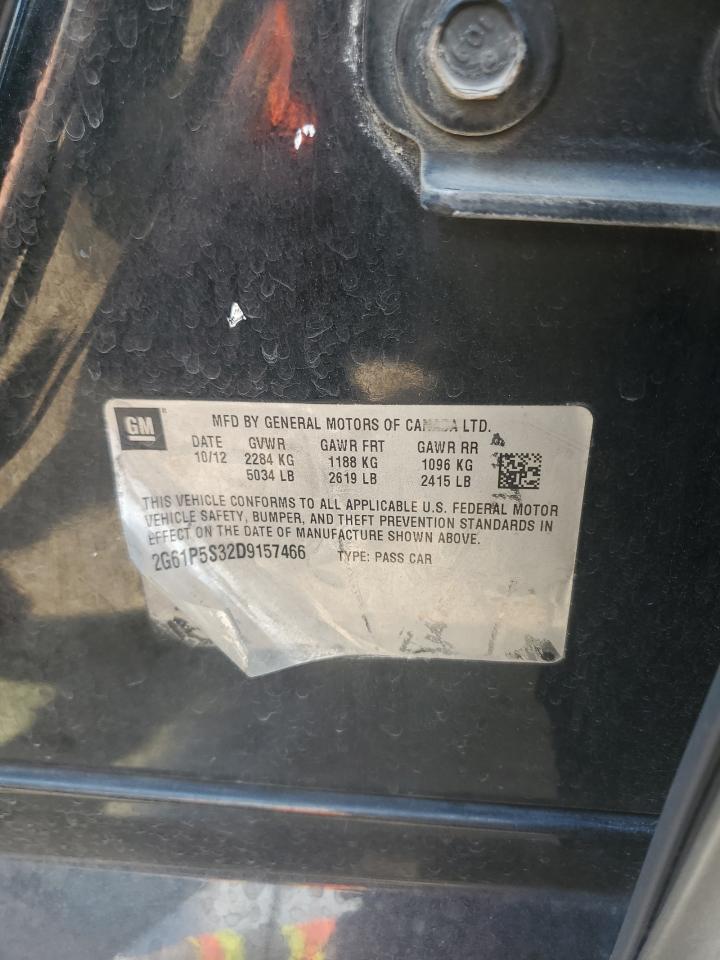 GM
MFD BY GENERAL MOTORS OF CANADA LTD.
DATE GVWR GAWR FRT GAWR RR
10/12 2284 KG 1188 KG 1096 KG
5034 LB 2619 LB 2415 LB
THIS VEHICLE CONFORMS TO ALL APPLICABLE U.S. FEDERAL MOTOR
VEHICLE SAFETY, BUMPER, AND THEFT PREVENTION STANDARDS IN
EFFECT ON THE DATE OF MANUFACTURE SHOWN ABOVE.
2G61P5S32D9157466 TYPE: PASS CAR